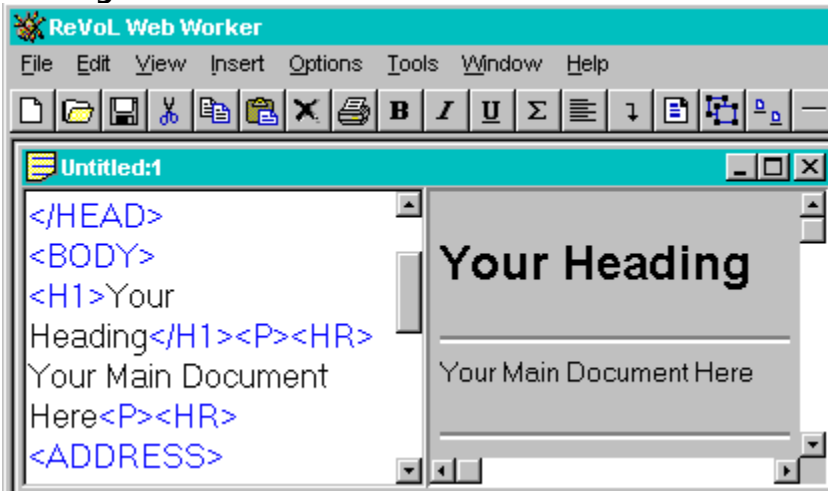 ReVoL Web Worker
File Edit View Insert Options Tools Window Help
B I U Σ
Untitled:1
</HEAD>
<BODY>
<H1>Your
Heading</H1><P><HR>
Your Main Document
Here<P><HR>
<ADDRESS>
Your Heading
Your Main Document Here